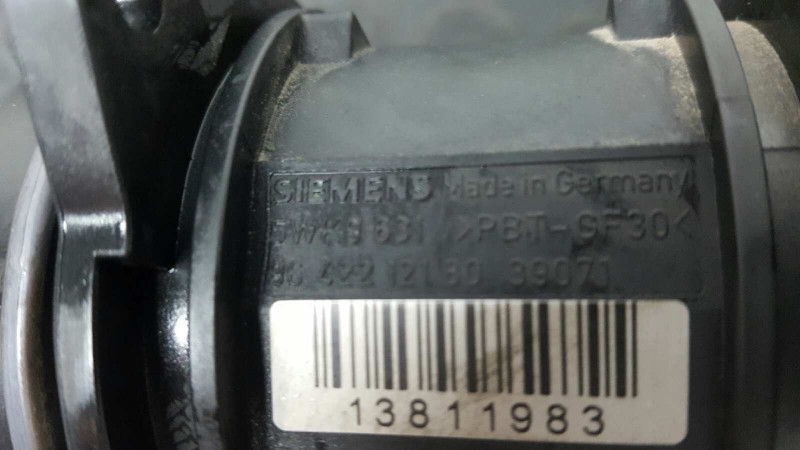 SIEMENS Made in Germany
5WK9 631 >PBT-GF30<
96 422 121 80 39071
13811983